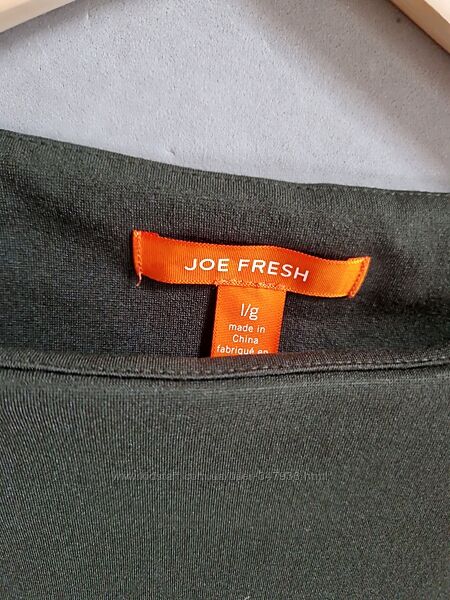 JOE FRESH
l/g
made in
China
fabriqué en